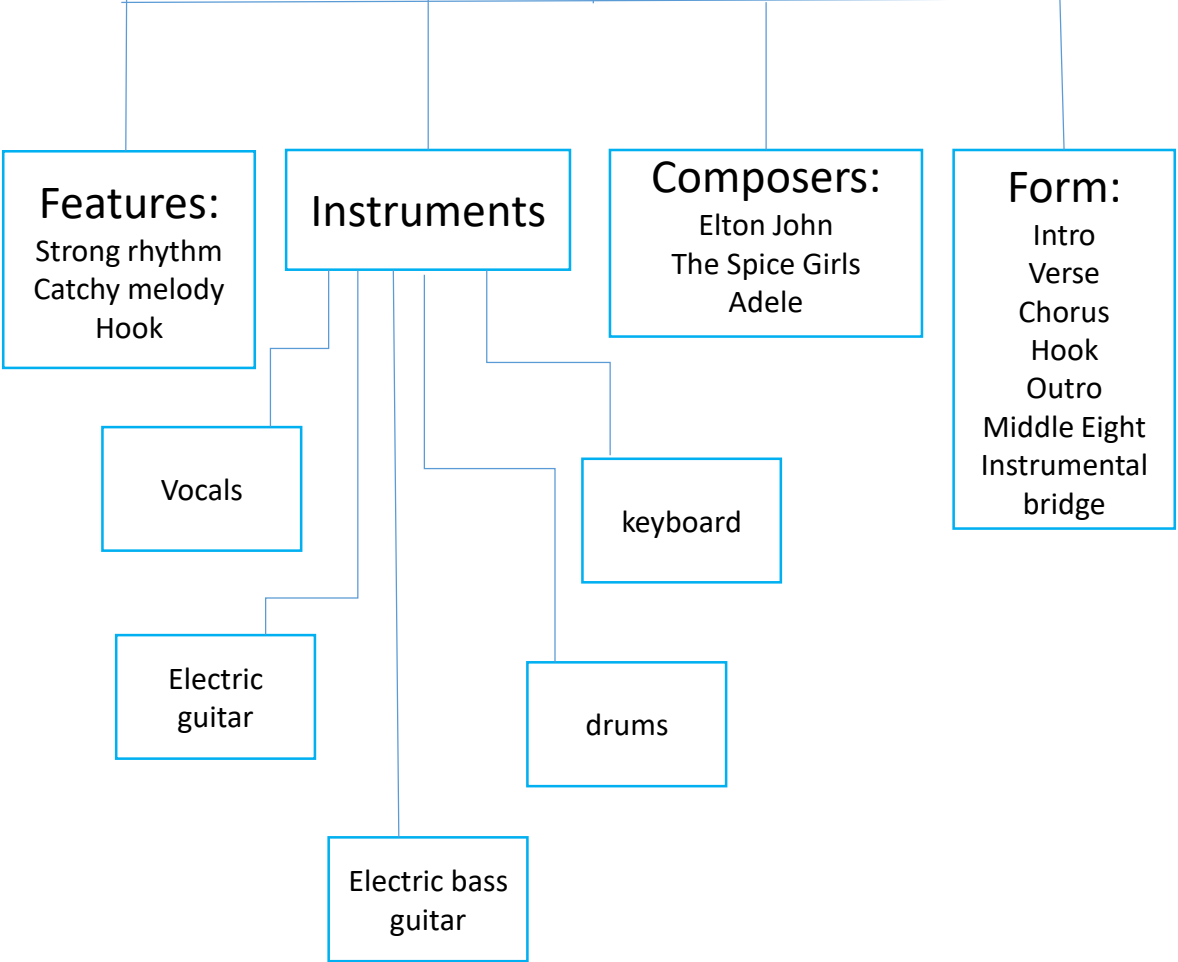 Features:
Strong rhythm
Catchy melody
Hook
Instruments
Composers:
Elton John
The Spice Girls
Adele
Form:
Intro
Verse
Chorus
Hook
Outro
Middle Eight
Instrumental
bridge
Vocals
keyboard
Electric
guitar
drums
Electric bass
guitar